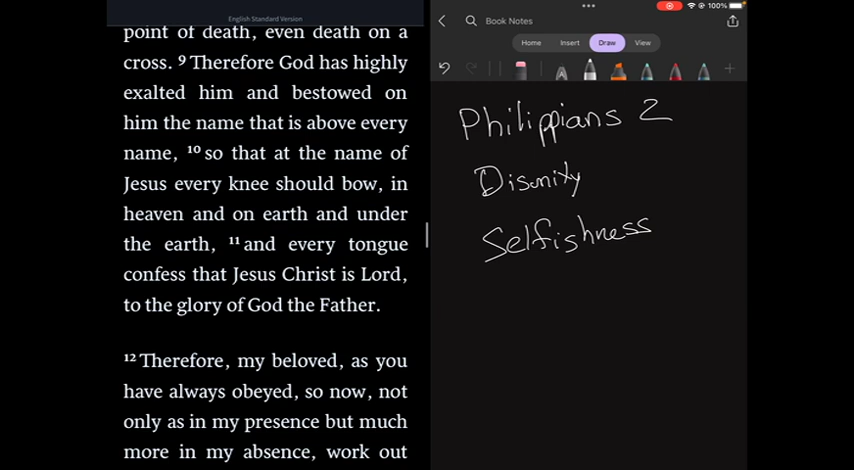 English Standard Version
point of death, even death on a
cross. 9 Therefore God has highly
exalted him and bestowed on
him the name that is above every
name, 10 so that at the name of
Jesus every knee should bow, in
heaven and on earth and under
the earth, 11 and every tongue
confess that Jesus Christ is Lord,
to the glory of God the Father.
12 Therefore, my beloved, as you
have always obeyed, so now, not
only as in my presence but much
more in my absence, work out
100%
Book Notes
Home Insert Draw View
Philippians 2
Disunity
Selfishness